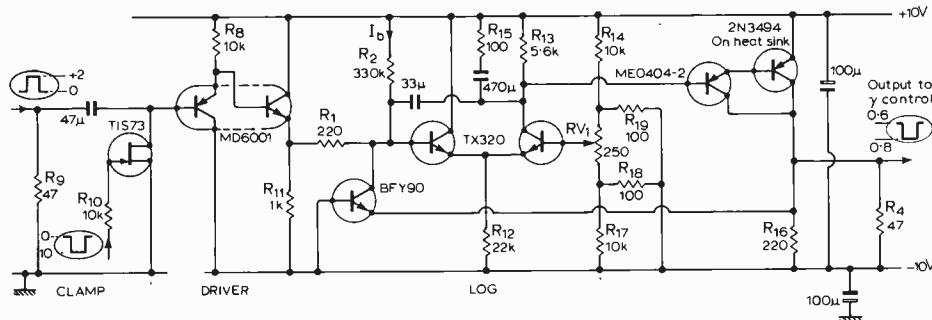 +10V
R8
10k
Ib
R2
330k
R15
100
R13
5·6k
R14
10k
2N3494
On heat sink
ME0404-2
100μ
Output to
γ control
0·6
0·8
+2
0
47μ
33μ
470μ
R19
100
TIS73
MD6001
R1
220
TX320
RV1
250
R18
100
R9
47
R10
10k
0
10
R11
1k
BFY90
R12
22k
R17
10k
R16
220
R4
47
-10V
CLAMP
DRIVER
LOG
100μ